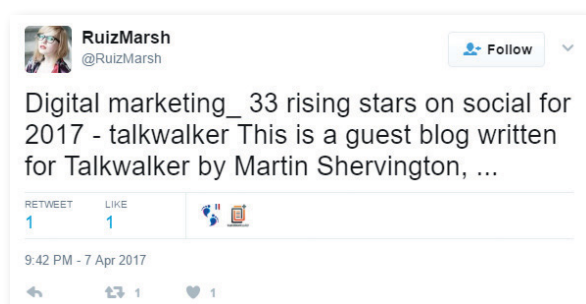 RuizMarsh
@RuizMarsh
Follow
Digital marketing_ 33 rising stars on social for
2017 - talkwalker This is a guest blog written
for Talkwalker by Martin Shervington, ...
RETWEET LIKE
1 1
9:42 PM - 7 Apr 2017
1 1